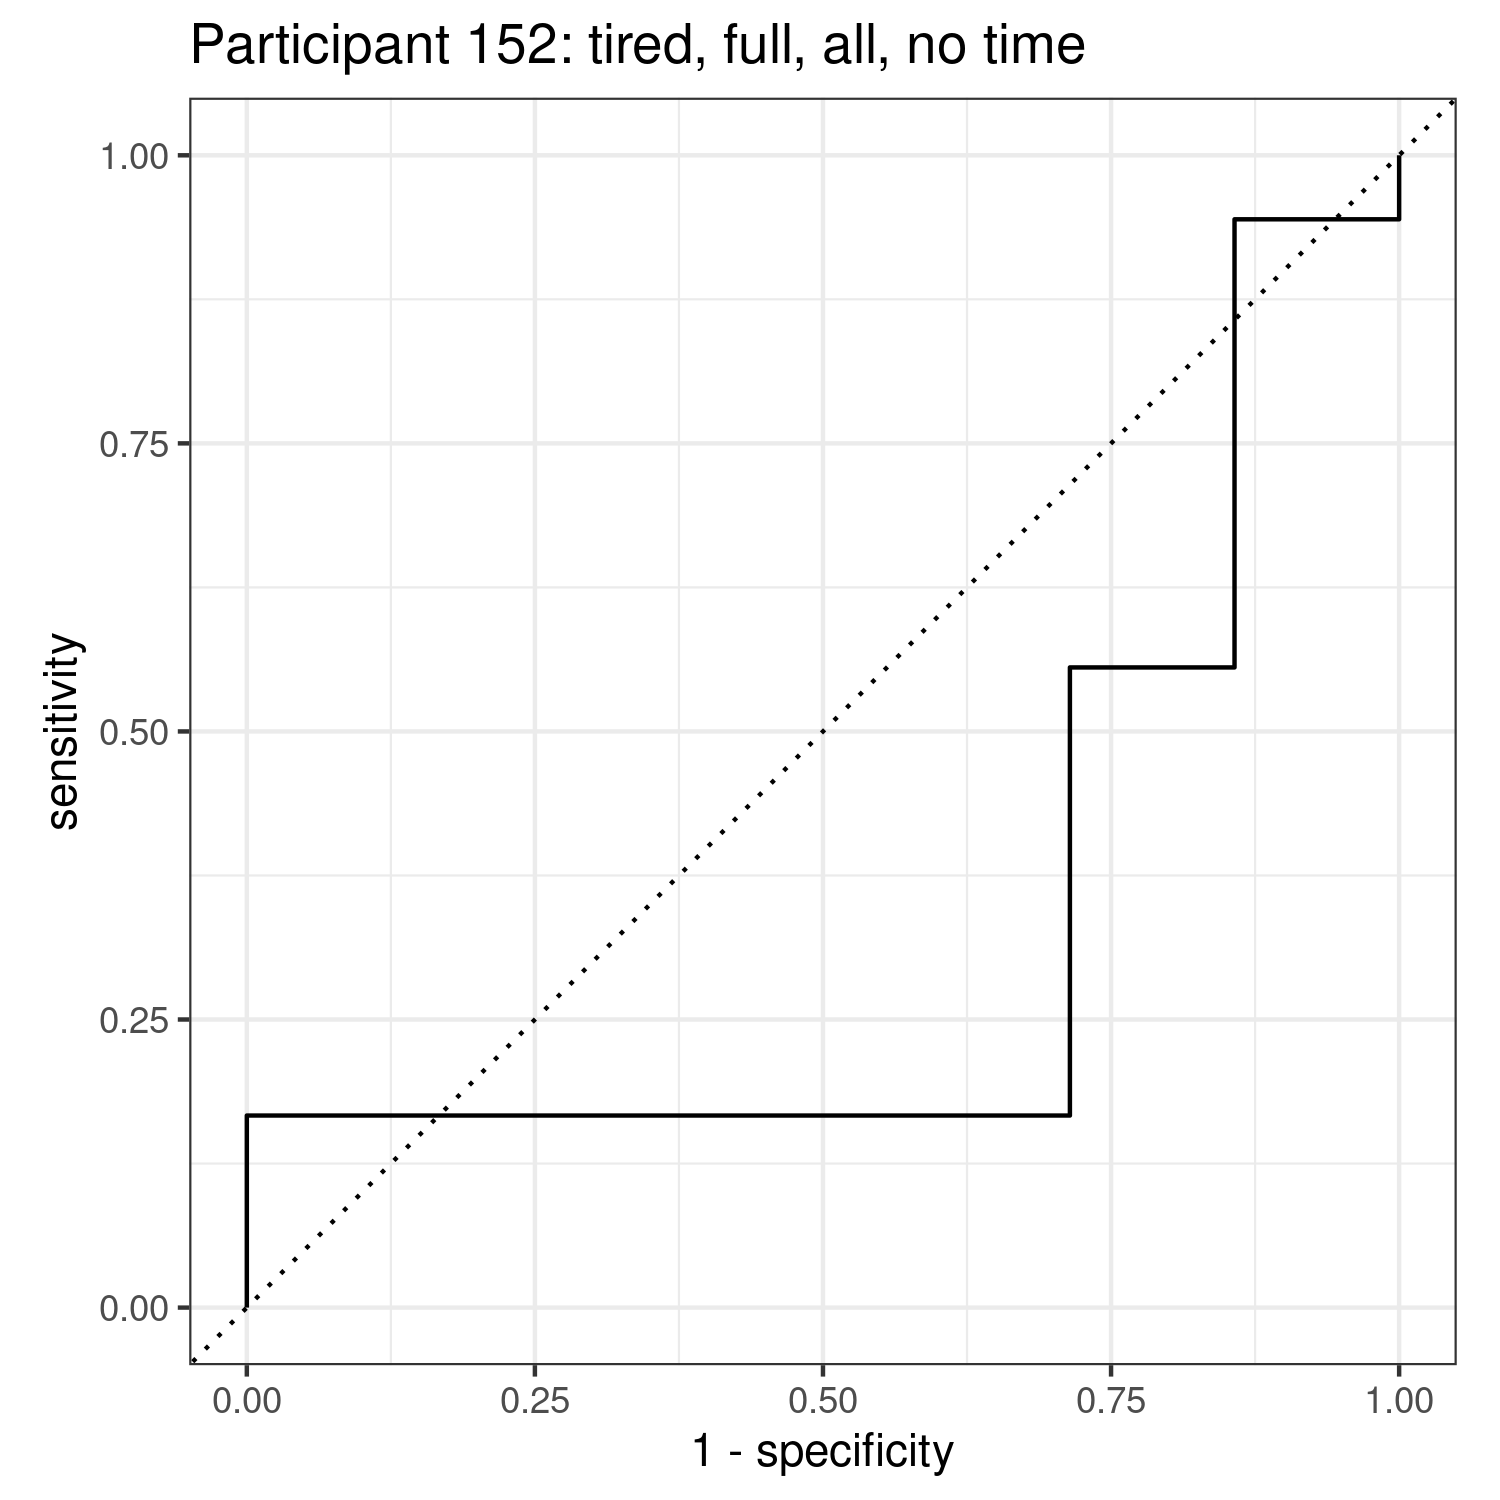 Participant 152: tired, full, all, no time
1.00
0.75
0.50
0.25
0.00
sensitivity
0.00 0.25 0.50 0.75 1.00
1 - specificity